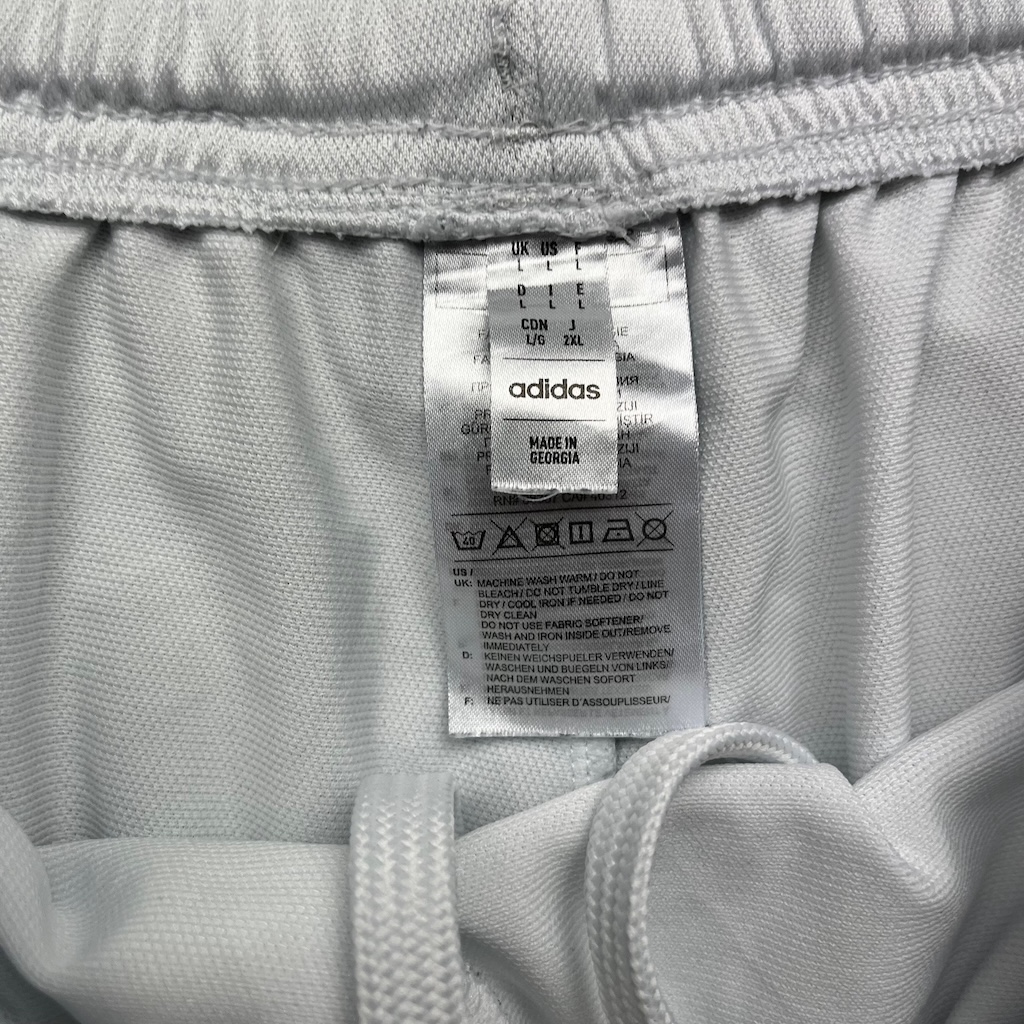 UK US F
L L L
D I E
L L L
CDN J
L/G 2XL
adidas
MADE IN
GEORGIA
40
US /
UK: MACHINE WASH WARM / DO NOT
BLEACH / DO NOT TUMBLE DRY / LINE
DRY / COOL IRON IF NEEDED / DO NOT
DRY CLEAN
DO NOT USE FABRIC SOFTENER/
WASH AND IRON INSIDE OUT/REMOVE
IMMEDIATELY
D: KEINEN WEICHSPUELER VERWENDEN/
WASCHEN UND BUEGELN VON LINKS/
NACH DEM WASCHEN SOFORT
HERAUSNEHMEN
F: NE PAS UTILISER D'ASSOUPLISSEUR/